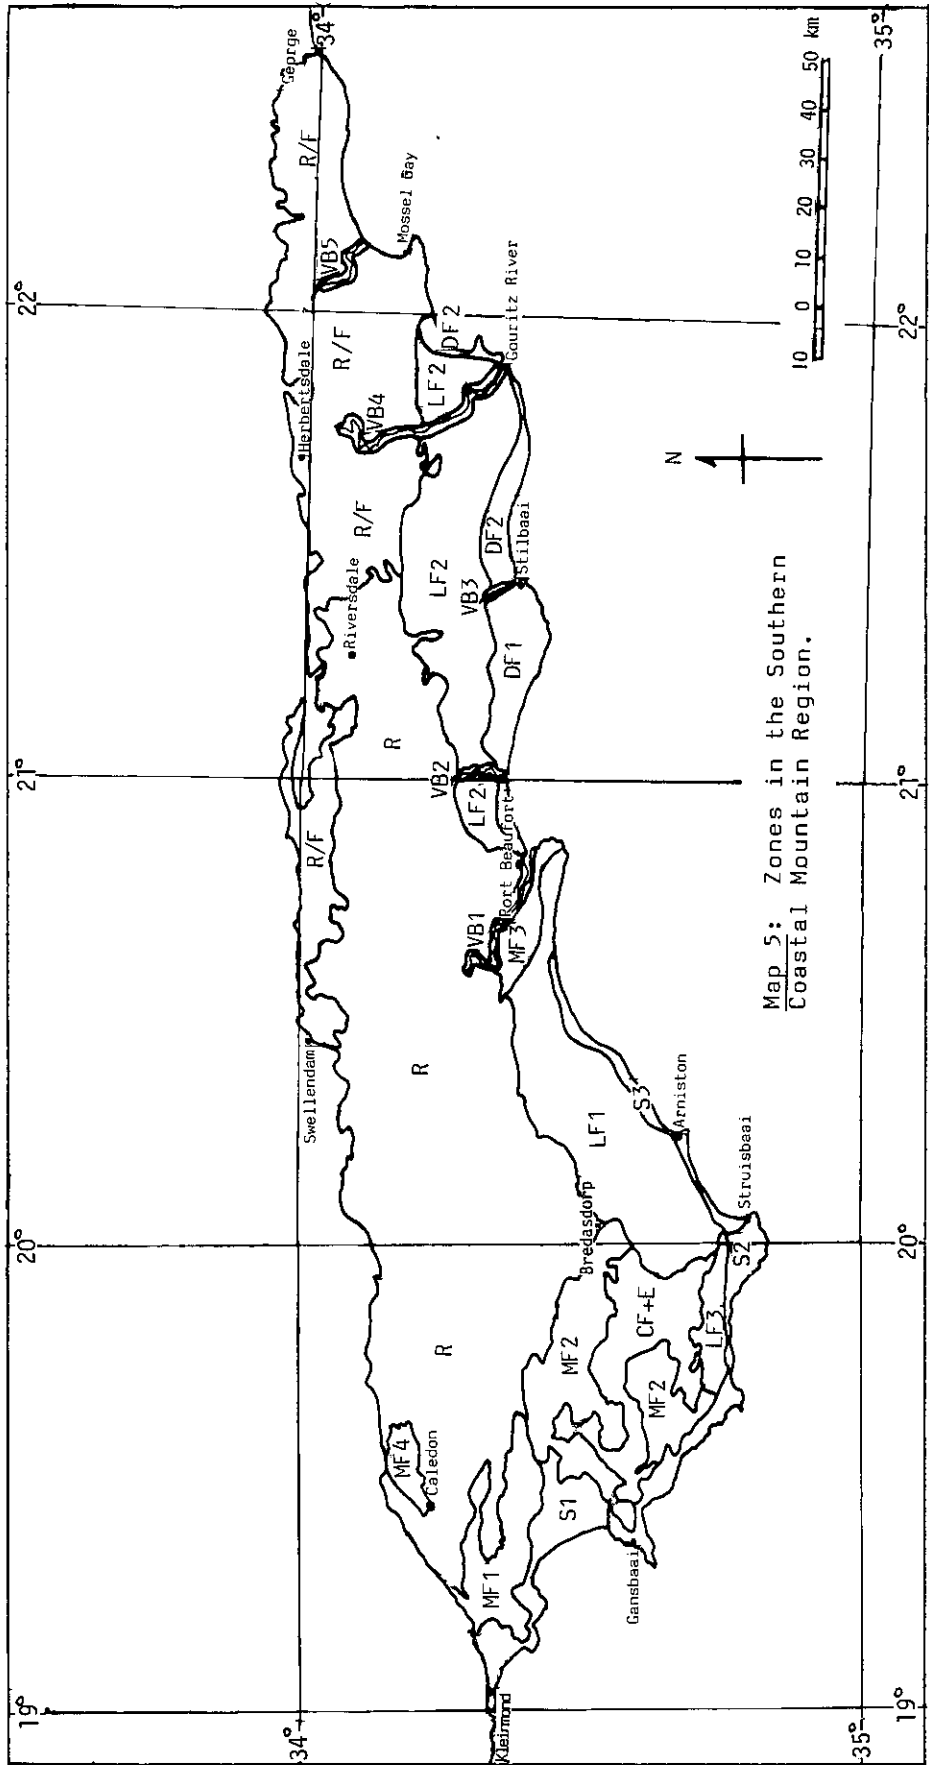 19°
20°
21°
22°
34°
34°
George
R/F
Herbertsdale
VB5
R/F
Mossel Bay
Riversdale
R/F
VB4
DF2
LF2
Gouritz River
R/F
Swellendam
R
LF2
VB3
DF2
Stilbaai
VB2
LF2
DF1
R
VB1
Port Beaufort
MF3
R
MF4
Caledon
LF1
S3
Arniston
Bredasdorp
Struisbaai
MF1
MF2
CF+E
S2
LF3
MF2
S1
Gansbaai
Kleinmond
N
10 0 10 20 30 40 50 km
Map 5: Zones in the Southern
Coastal Mountain Region.
35°
35°
19°
20°
21°
22°